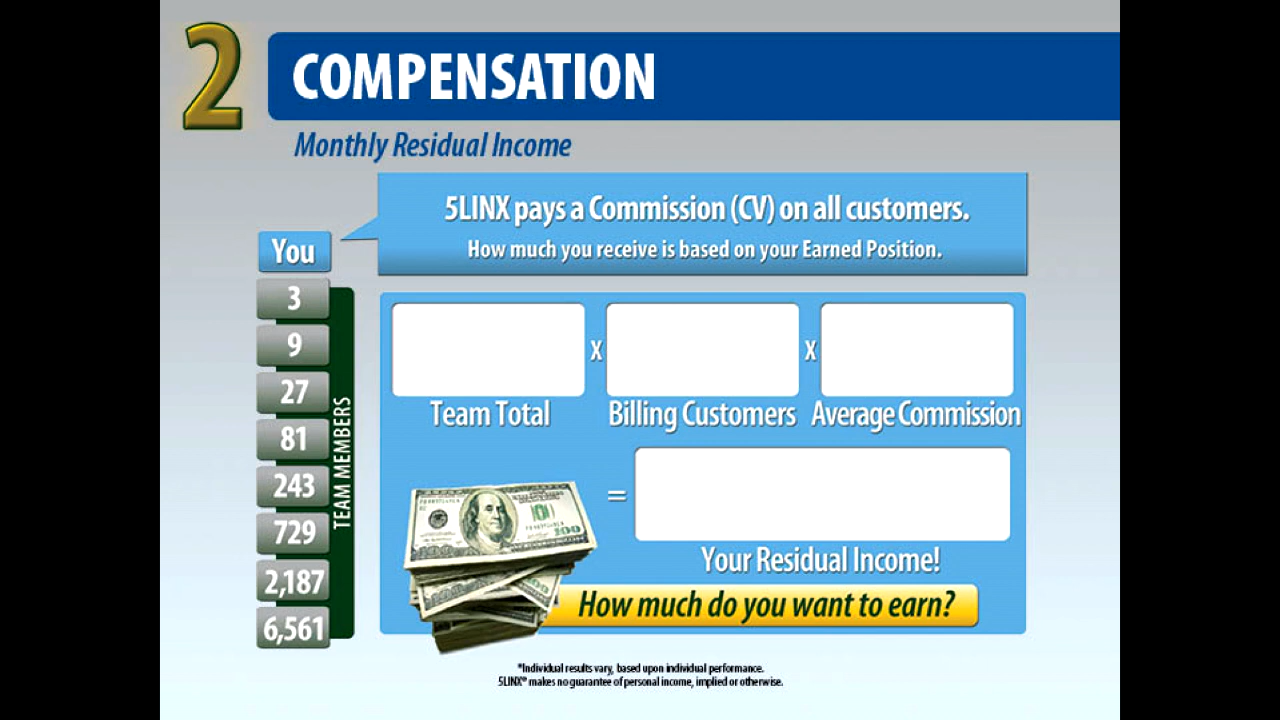 2
COMPENSATION
Monthly Residual Income
5LINX pays a Commission (CV) on all customers.
How much you receive is based on your Earned Position.
You
3
9
27
81
243
729
2,187
6,561
TEAM MEMBERS
X
X
Team Total
Billing Customers
Average Commission
=
Your Residual Income!
100
How much do you want to earn?
*Individual results vary, based upon individual performance.
5LINX® makes no guarantee of personal income, implied or otherwise.